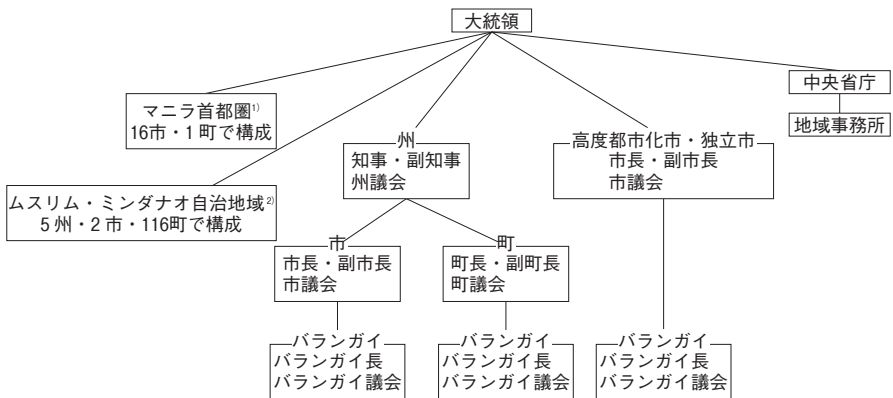 大統領
中央省庁
地域事務所
マニラ首都圏1)
16市・1町で構成
州
知事・副知事
州議会
高度都市化市・独立市
市長・副市長
市議会
ムスリム・ミンダナオ自治地域2)
5州・2市・116町で構成
市
市長・副市長
市議会
町
町長・副町長
町議会
バランガイ
バランガイ長
バランガイ議会
バランガイ
バランガイ長
バランガイ議会
バランガイ
バランガイ長
バランガイ議会